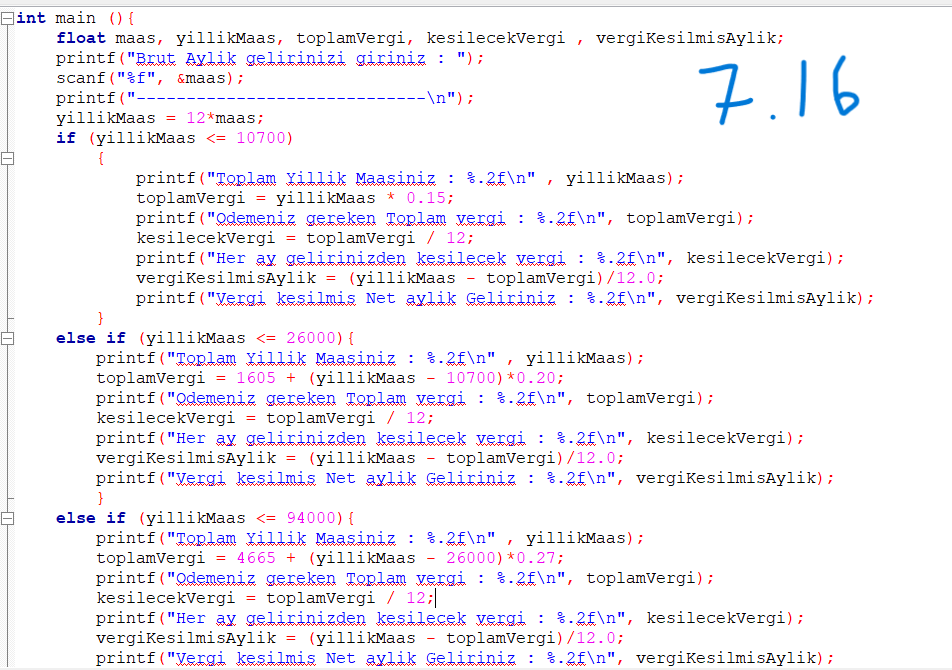 int main (){
float maas, yillikMaas, toplamVergi, kesilecekVergi , vergiKesilmisAylik;
printf("Brut Aylik gelirinizi giriniz : ");
scanf("%f", &maas);
printf("-----------------------------\n");
7.16
yillikMaas = 12*maas;
if (yillikMaas <= 10700)
{
printf("Toplam Yillik Maasiniz : %.2f\n" , yillikMaas);
toplamVergi = yillikMaas * 0.15;
printf("Odemeniz gereken Toplam vergi : %.2f\n", toplamVergi);
kesilecekVergi = toplamVergi / 12;
printf("Her ay gelirinizden kesilecek vergi : %.2f\n", kesilecekVergi);
vergiKesilmisAylik = (yillikMaas - toplamVergi)/12.0;
printf("Vergi kesilmis Net aylik Geliriniz : %.2f\n", vergiKesilmisAylik);
}
else if (yillikMaas <= 26000){
printf("Toplam Yillik Maasiniz : %.2f\n" , yillikMaas);
toplamVergi = 1605 + (yillikMaas - 10700)*0.20;
printf("Odemeniz gereken Toplam vergi : %.2f\n", toplamVergi);
kesilecekVergi = toplamVergi / 12;
printf("Her ay gelirinizden kesilecek vergi : %.2f\n", kesilecekVergi);
vergiKesilmisAylik = (yillikMaas - toplamVergi)/12.0;
printf("Vergi kesilmis Net aylik Geliriniz : %.2f\n", vergiKesilmisAylik);
}
else if (yillikMaas <= 94000){
printf("Toplam Yillik Maasiniz : %.2f\n" , yillikMaas);
toplamVergi = 4665 + (yillikMaas - 26000)*0.27;
printf("Odemeniz gereken Toplam vergi : %.2f\n", toplamVergi);
kesilecekVergi = toplamVergi / 12;
printf("Her ay gelirinizden kesilecek vergi : %.2f\n", kesilecekVergi);
vergiKesilmisAylik = (yillikMaas - toplamVergi)/12.0;
printf("Vergi kesilmis Net aylik Geliriniz : %.2f\n", vergiKesilmisAylik);